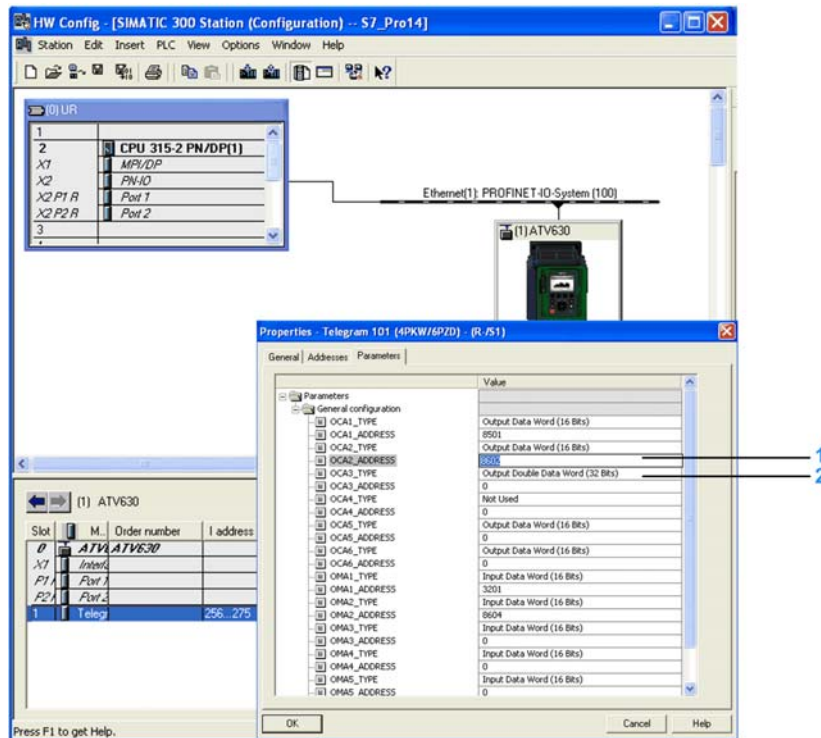 HW Config - [SIMATIC 300 Station (Configuration) -- S7_Pro14]
Station Edit Insert PLC View Options Window Help
(0) UR
1
2 CPU 315-2 PN/DP(1)
X1 MPI/DP
X2 PN-IO
X2 P1 R Port 1
X2 P2 R Port 2
3
Ethernet(1): PROFINET-IO-System (100)
(1) ATV630
Properties - Telegram 101 (4PKW/6PZD) - (R-/S1)
General Addresses Parameters
Value
Parameters
General configuration
OCA1_TYPE Output Data Word (16 Bits)
OCA1_ADDRESS 8501
OCA2_TYPE Output Data Word (16 Bits)
OCA2_ADDRESS 8602
OCA3_TYPE Output Double Data Word (32 Bits)
OCA3_ADDRESS 0
OCA4_TYPE Not Used
OCA4_ADDRESS 0
OCA5_TYPE Output Data Word (16 Bits)
OCA5_ADDRESS 0
OCA6_TYPE Output Data Word (16 Bits)
OCA6_ADDRESS 0
OMA1_TYPE Input Data Word (16 Bits)
OMA1_ADDRESS 3201
OMA2_TYPE Input Data Word (16 Bits)
OMA2_ADDRESS 8604
OMA3_TYPE Input Data Word (16 Bits)
OMA3_ADDRESS 0
OMA4_TYPE Input Data Word (16 Bits)
OMA4_ADDRESS 0
OMA5_TYPE Input Data Word (16 Bits)
OMA5_ADDRESS 0
OK Cancel Help
1
2
(1) ATV630
Slot M... Order number I address
0 ATV ATV630
X1 Interf
P1 Port 1
P2 Port 2
1 Teleg 256...275
Press F1 to get Help.